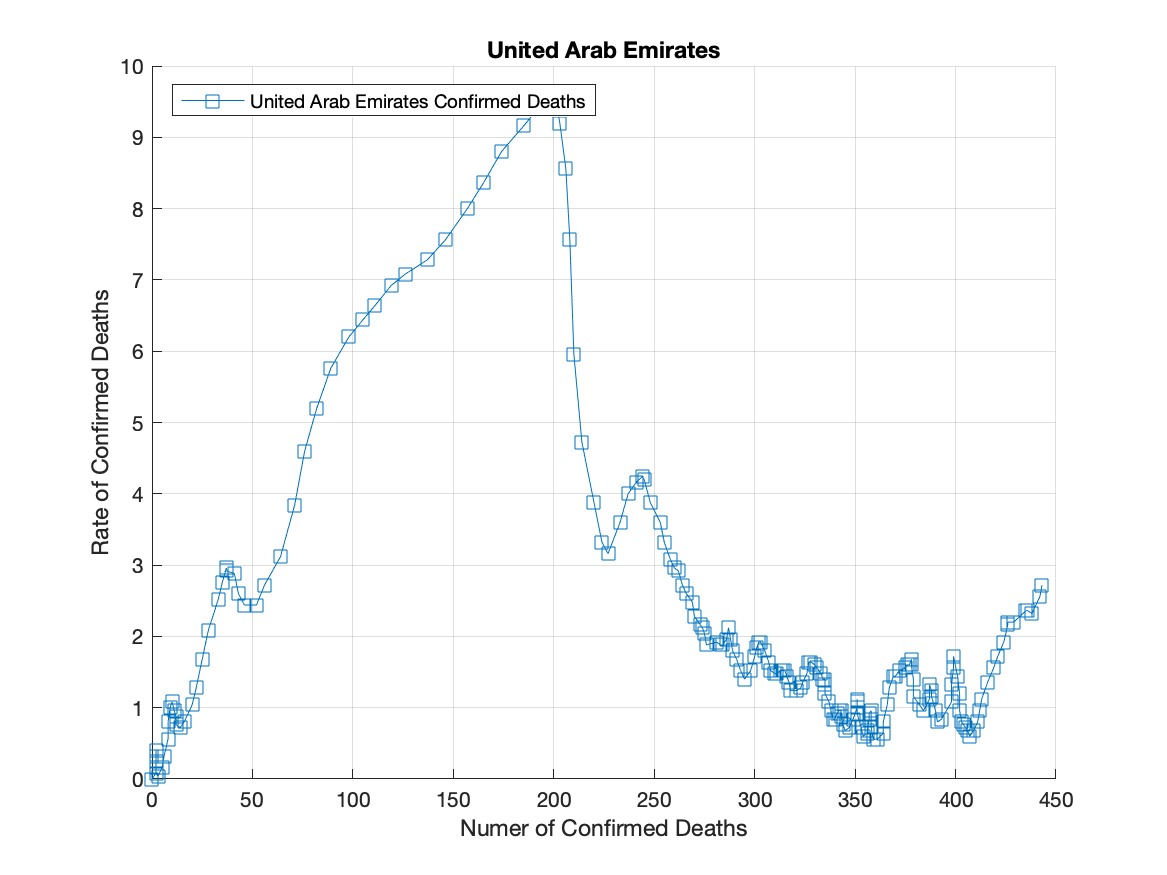 United Arab Emirates
United Arab Emirates Confirmed Deaths
10
9
8
7
6
5
4
3
2
1
0
Rate of Confirmed Deaths
0 50 100 150 200 250 300 350 400 450
Numer of Confirmed Deaths